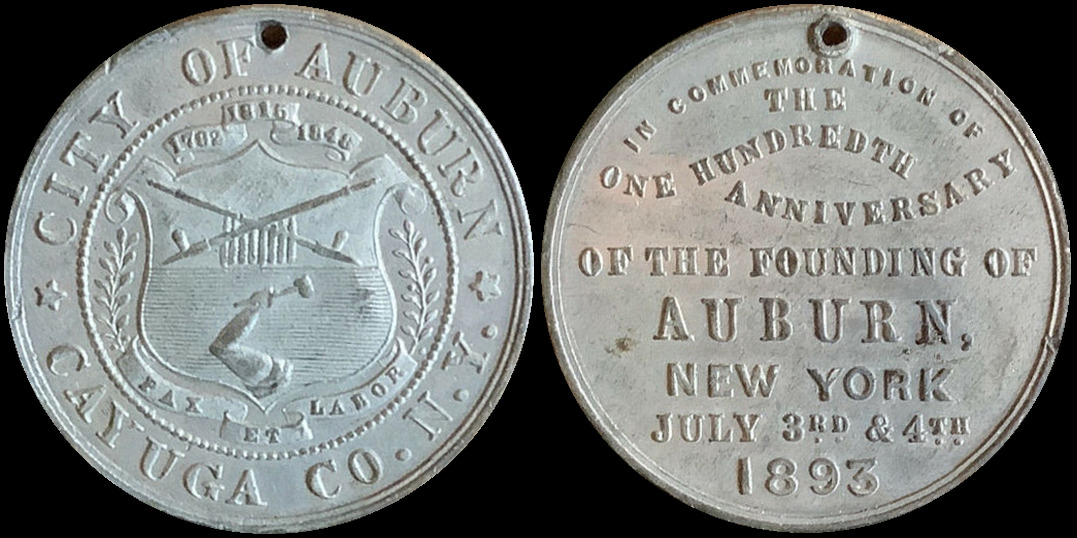 CITY OF AUBURN
CAYUGA CO. N.Y.
1792 1815 1848
PAX ET LABOR
IN COMMEMORATION OF
THE
ONE HUNDREDTH ANNIVERSARY
OF THE FOUNDING OF
AUBURN,
NEW YORK
JULY 3RD & 4TH
1893